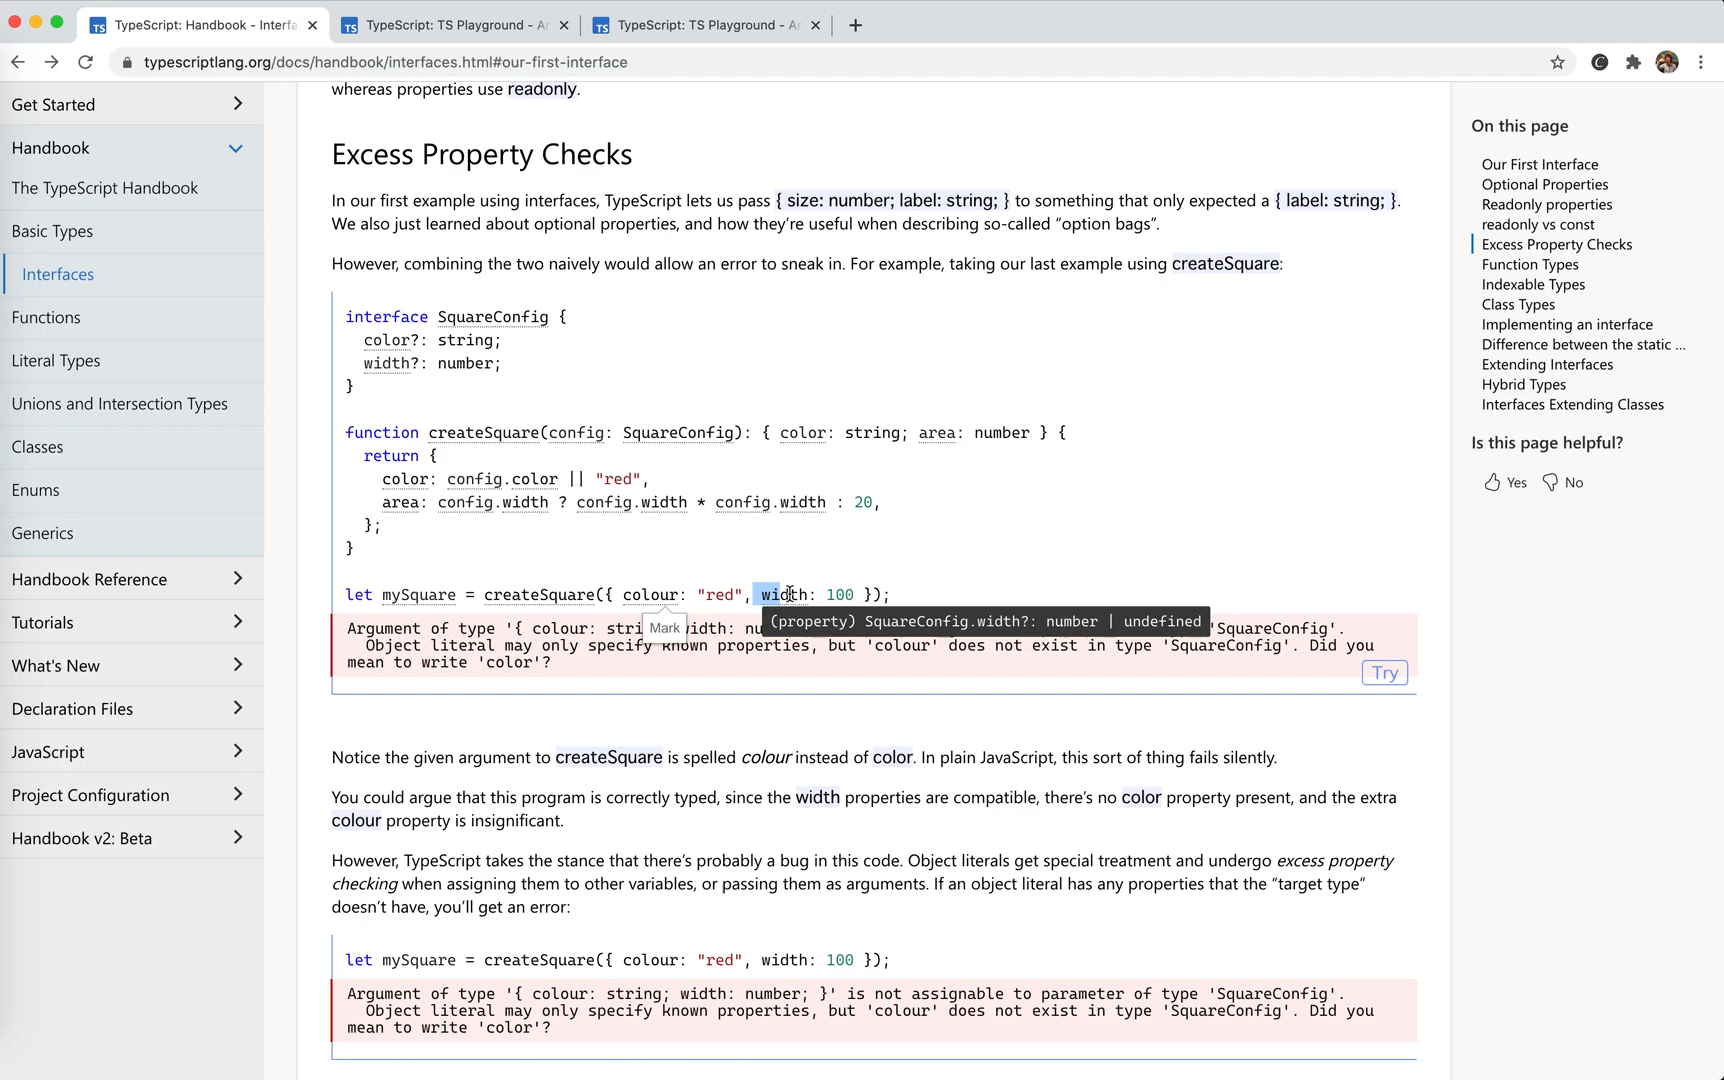 TypeScript: Handbook - Interfa
TypeScript: TS Playground - An
TypeScript: TS Playground - An
typescriptlang.org/docs/handbook/interfaces.html#our-first-interface
Get Started
Handbook
The TypeScript Handbook
Basic Types
Interfaces
Functions
Literal Types
Unions and Intersection Types
Classes
Enums
Generics
Handbook Reference
Tutorials
What's New
Declaration Files
JavaScript
Project Configuration
Handbook v2: Beta
whereas properties use readonly.
Excess Property Checks
In our first example using interfaces, TypeScript lets us pass { size: number; label: string; } to something that only expected a { label: string; }.
We also just learned about optional properties, and how they’re useful when describing so-called “option bags”.
However, combining the two naively would allow an error to sneak in. For example, taking our last example using createSquare:
interface SquareConfig {
color?: string;
width?: number;
}
function createSquare(config: SquareConfig): { color: string; area: number } {
return {
color: config.color || "red",
area: config.width ? config.width * config.width : 20,
};
}
let mySquare = createSquare({ colour: "red", width: 100 });
(property) SquareConfig.width?: number | undefined
Mark
Argument of type '{ colour: stri width: nu 'SquareConfig'.
Object literal may only specify known properties, but 'colour' does not exist in type 'SquareConfig'. Did you
mean to write 'color'?
Try
Notice the given argument to createSquare is spelled colour instead of color. In plain JavaScript, this sort of thing fails silently.
You could argue that this program is correctly typed, since the width properties are compatible, there’s no color property present, and the extra
colour property is insignificant.
However, TypeScript takes the stance that there’s probably a bug in this code. Object literals get special treatment and undergo excess property
checking when assigning them to other variables, or passing them as arguments. If an object literal has any properties that the “target type”
doesn’t have, you’ll get an error:
let mySquare = createSquare({ colour: "red", width: 100 });
Argument of type '{ colour: string; width: number; }' is not assignable to parameter of type 'SquareConfig'.
Object literal may only specify known properties, but 'colour' does not exist in type 'SquareConfig'. Did you
mean to write 'color'?
On this page
Our First Interface
Optional Properties
Readonly properties
readonly vs const
Excess Property Checks
Function Types
Indexable Types
Class Types
Implementing an interface
Difference between the static ...
Extending Interfaces
Hybrid Types
Interfaces Extending Classes
Is this page helpful?
Yes
No